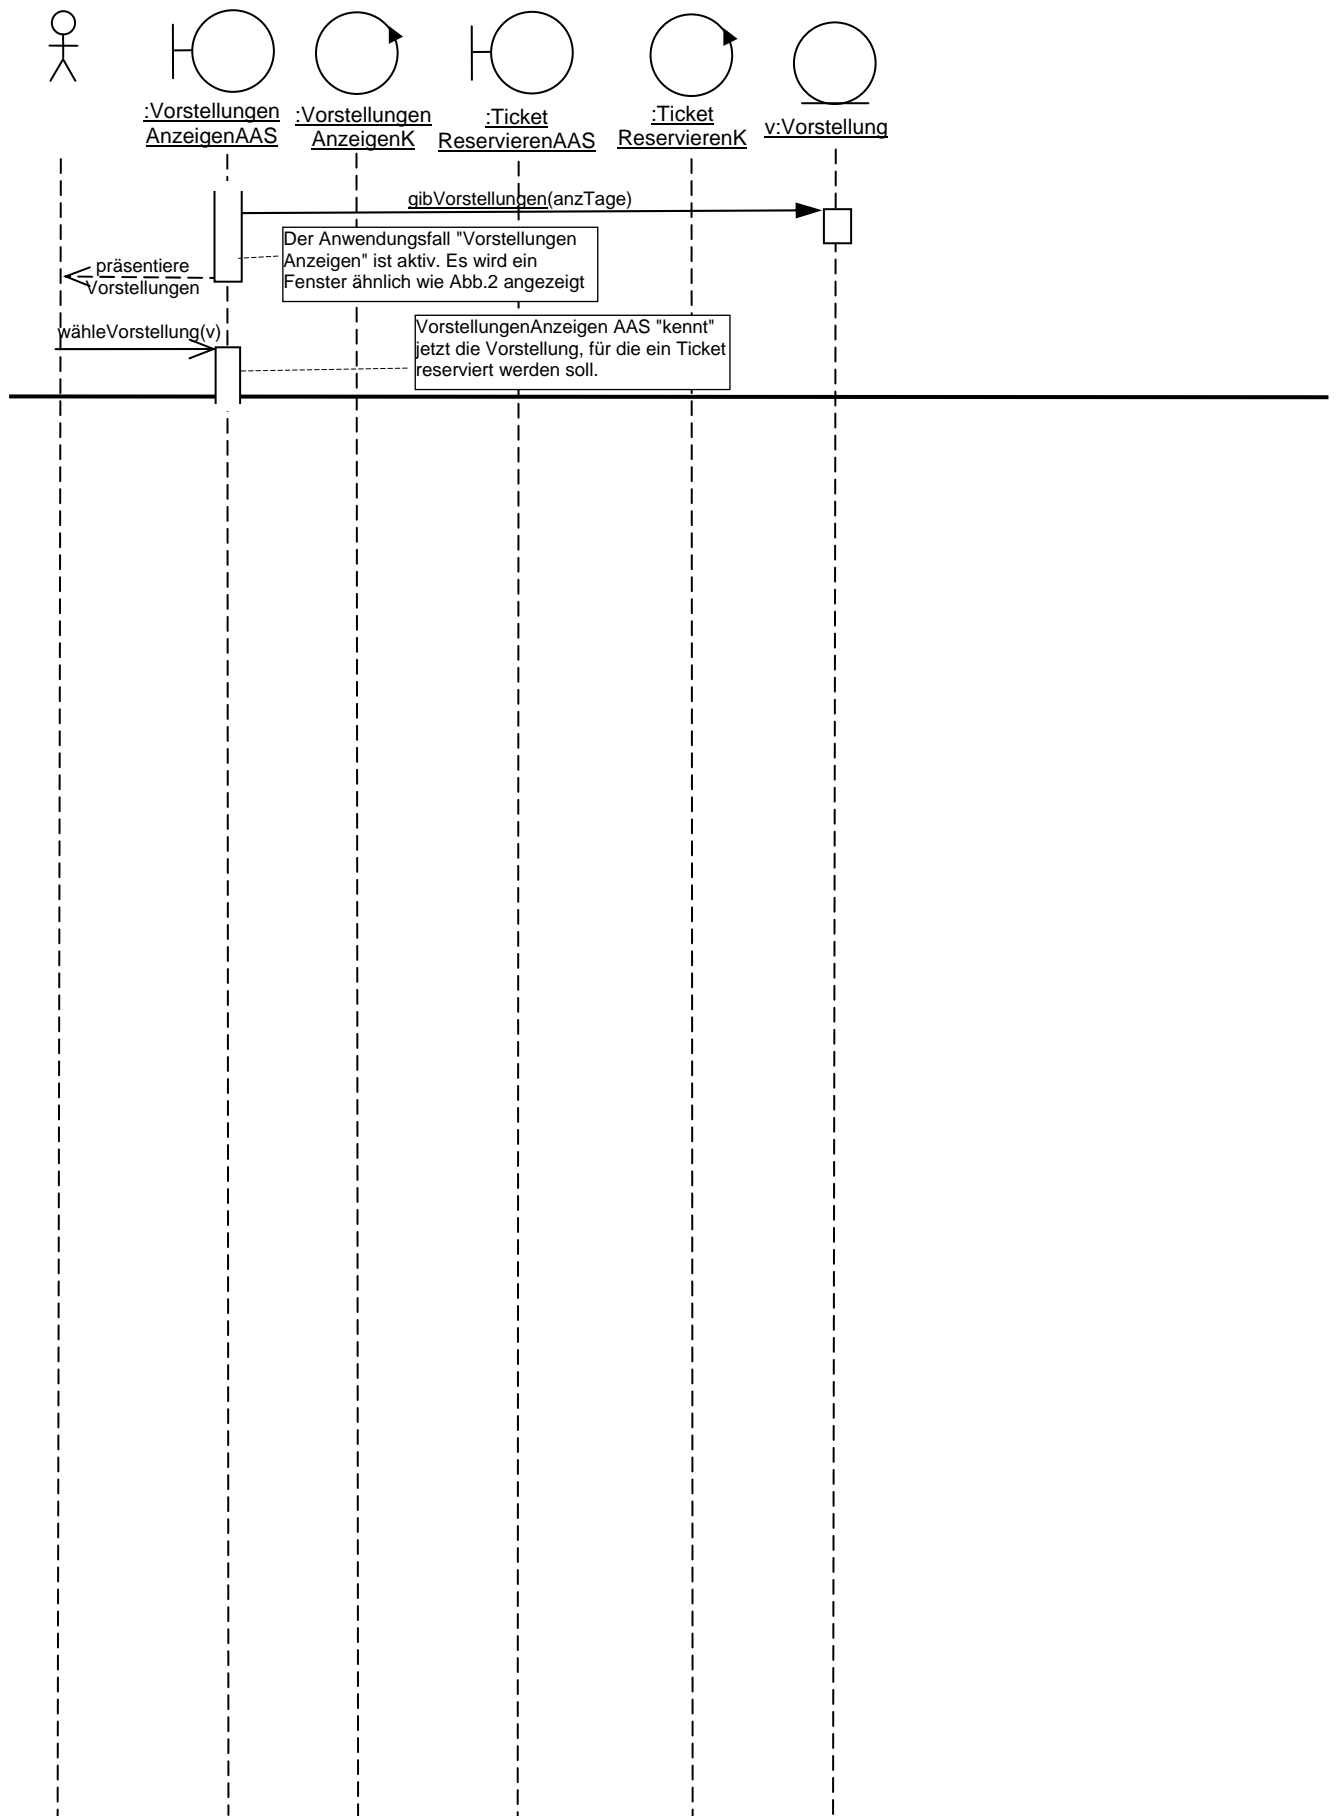 :Vorstellungen
AnzeigenAAS
:Vorstellungen
AnzeigenK
:Ticket
ReservierenAAS
:Ticket
ReservierenK
v:Vorstellung
gibVorstellungen(anzTage)
Der Anwendungsfall "Vorstellungen
Anzeigen" ist aktiv. Es wird ein
Fenster ähnlich wie Abb.2 angezeigt
präsentiere
Vorstellungen
wähleVorstellung(v)
VorstellungenAnzeigen AAS "kennt"
jetzt die Vorstellung, für die ein Ticket
reserviert werden soll.